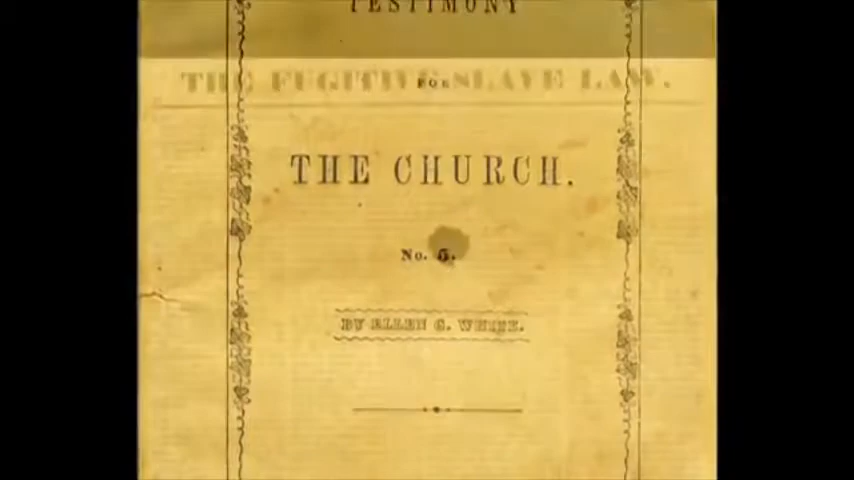 TESTIMONY
THE FUGITIVE SLAVE LAW.
FOR
THE CHURCH.
No. 5.
BY ELLEN G. WHITE.